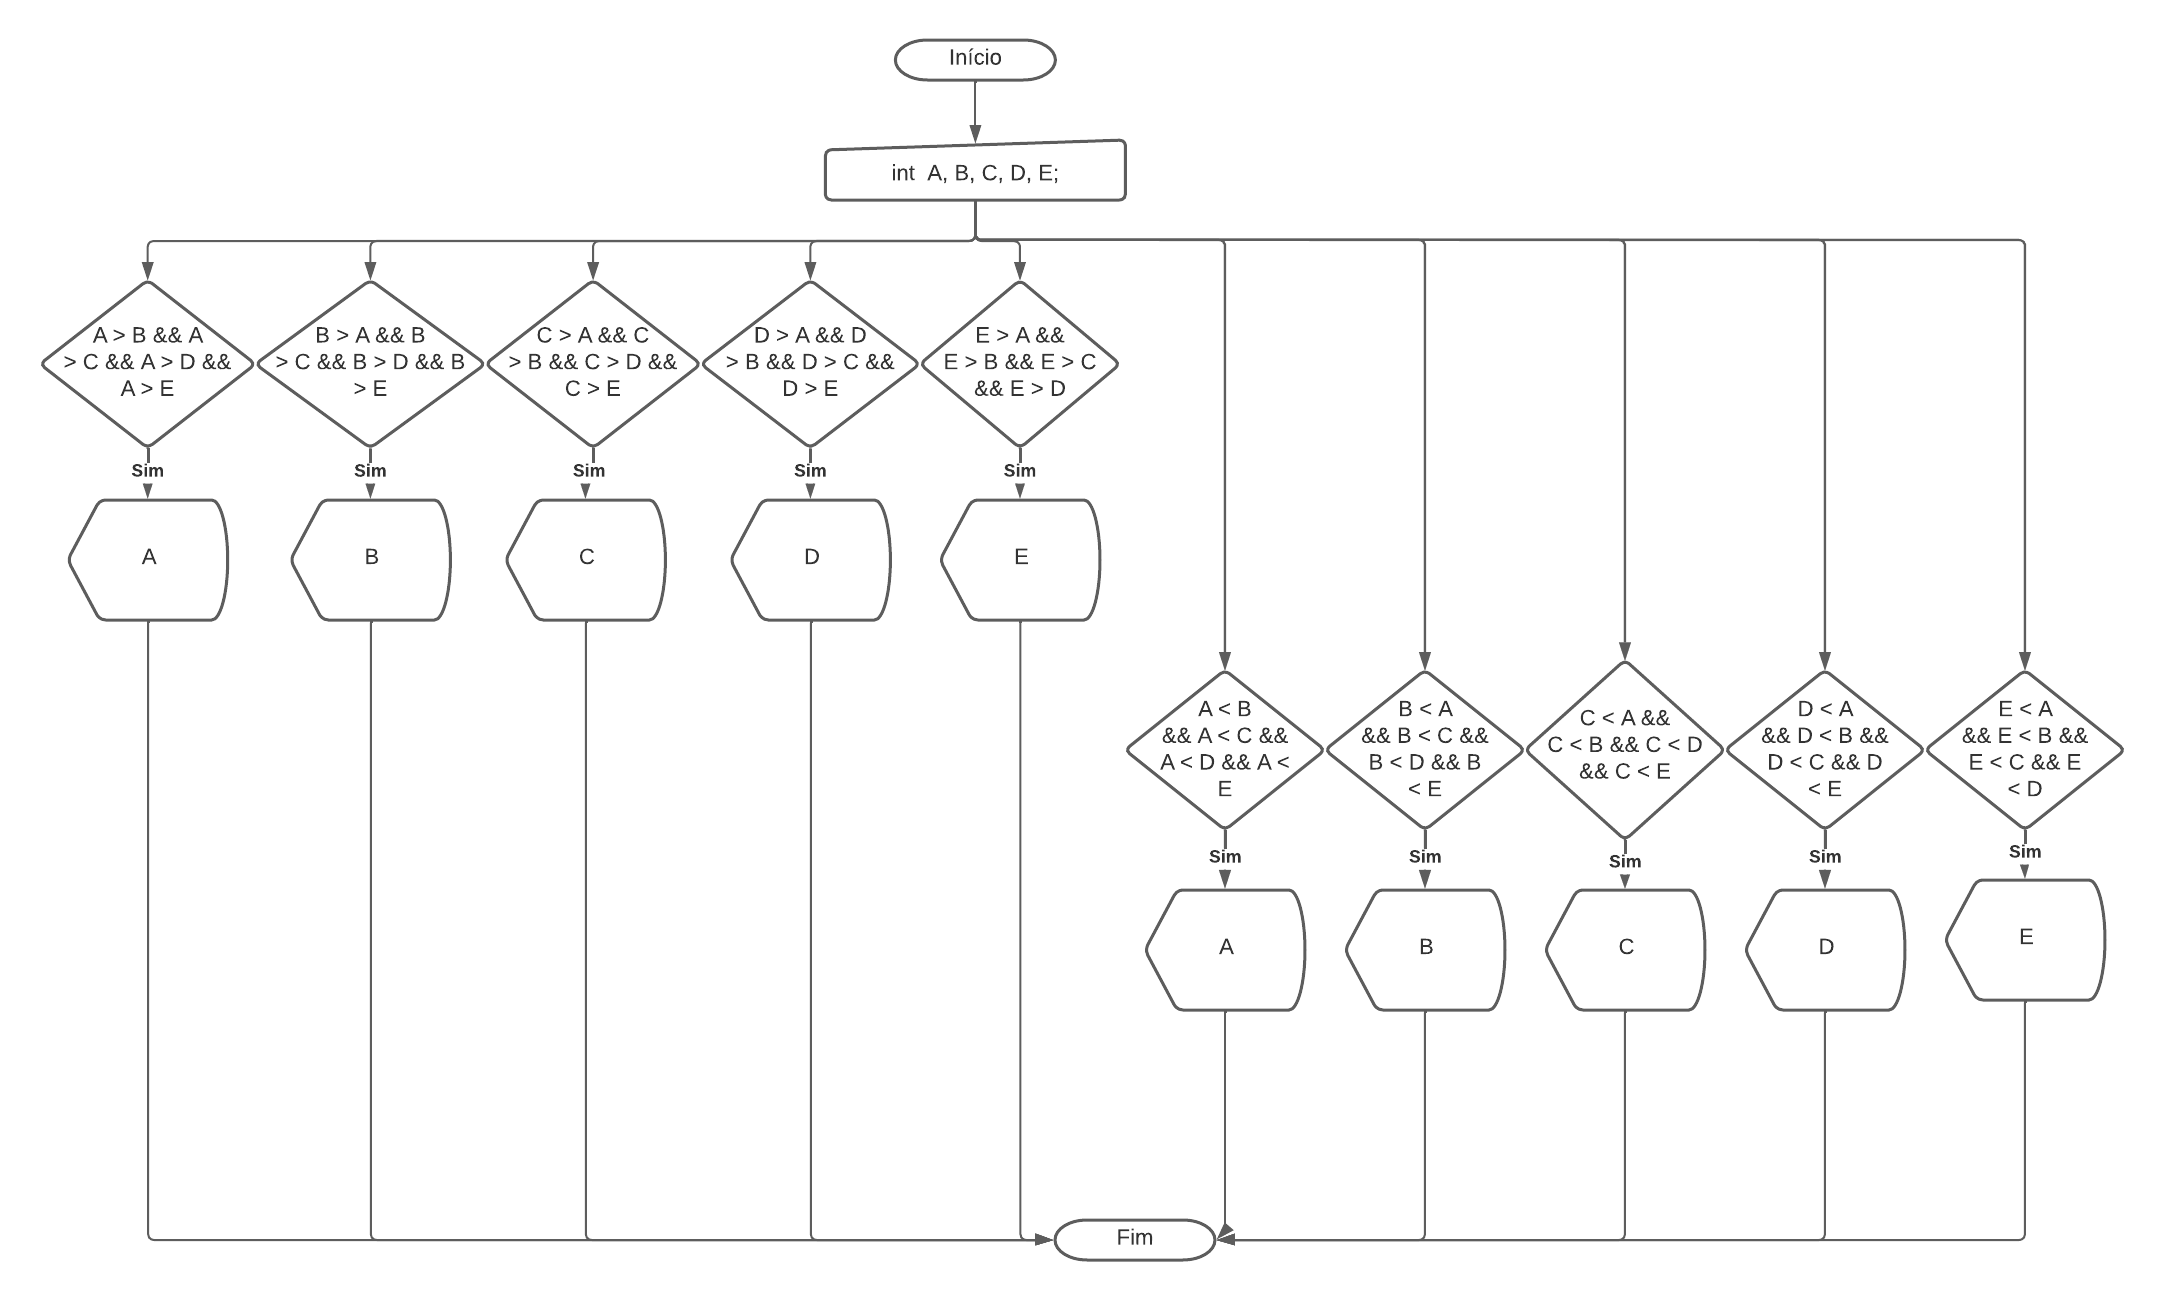 Início
int  A, B, C, D, E;
A > B && A
> C && A > D &&
A > E
B > A && B
> C && B > D && B
> E
C > A && C
> B && C > D &&
C > E
D > A && D
> B && D > C &&
D > E
E > A &&
E > B && E > C
&& E > D
Sim
Sim
Sim
Sim
Sim
A
B
C
D
E
A < B
&& A < C &&
A < D && A <
E
B < A
&& B < C &&
B < D && B
< E
C < A &&
C < B && C < D
&& C < E
D < A
&& D < B &&
D < C && D
< E
E < A
&& E < B &&
E < C && E
< D
Sim
Sim
Sim
Sim
Sim
A
B
C
D
E
Fim